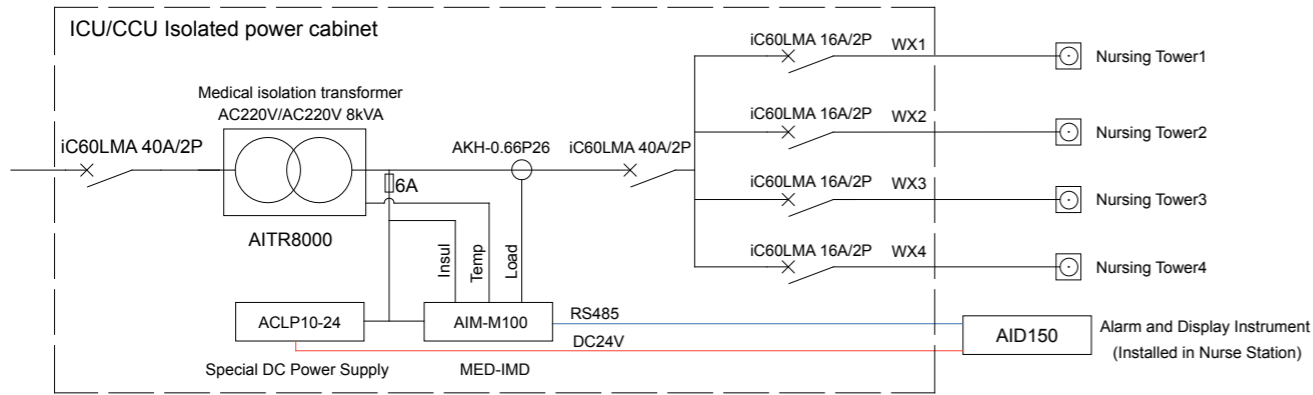 ICU/CCU Isolated power cabinet
Medical isolation transformer
AC220V/AC220V 8kVA
iC60LMA 40A/2P
AITR8000
6A
AKH-0.66P26
iC60LMA 40A/2P
iC60LMA 16A/2P
WX1
Nursing Tower1
iC60LMA 16A/2P
WX2
Nursing Tower2
iC60LMA 16A/2P
WX3
Nursing Tower3
iC60LMA 16A/2P
WX4
Nursing Tower4
Insul
Temp
Load
ACLP10-24
AIM-M100
RS485
DC24V
AID150
Alarm and Display Instrument
(Installed in Nurse Station)
Special DC Power Supply
MED-IMD